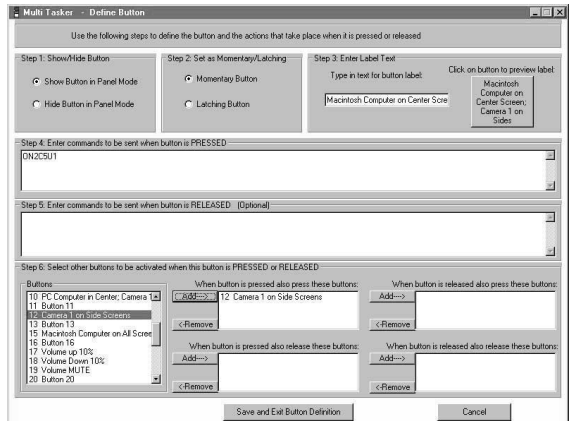 Multi Tasker - Define Button
Use the following steps to define the button and the actions that take place when it is pressed or released
Step 1: Show/Hide Button
Show Button in Panel Mode
Hide Button in Panel Mode
Step 2: Set as Momentary/Latching
Momentary Button
Latching Button
Step 3: Enter Label Text
Type in text for button label:
Macintosh Computer on Center Scre
Click on button to preview label:
Macintosh
Computer on
Center Screen;
Camera 1 on
Sides
Step 4: Enter commands to be sent when button is PRESSED
ON2C5U1
Step 5: Enter commands to be sent when button is RELEASED (Optional)
Step 6: Select other buttons to be activated when this button is PRESSED or RELEASED
Buttons
10 PC Computer in Center; Camera 1
11 Button 11
12 Camera 1 on Side Screens
13 Button 13
15 Macintosh Computer on All Scree
16 Button 16
17 Volume up 10%
18 Volume Down 10%
19 Volume MUTE
20 Button 20
When button is pressed also press these buttons:
Add--->
12 Camera 1 on Side Screens
<-Remove
When button is released also press these buttons:
Add--->
<-Remove
When button is pressed also release these buttons:
Add--->
<-Remove
When button is released also release these buttons:
Add--->
<-Remove
Save and Exit Button Definition
Cancel